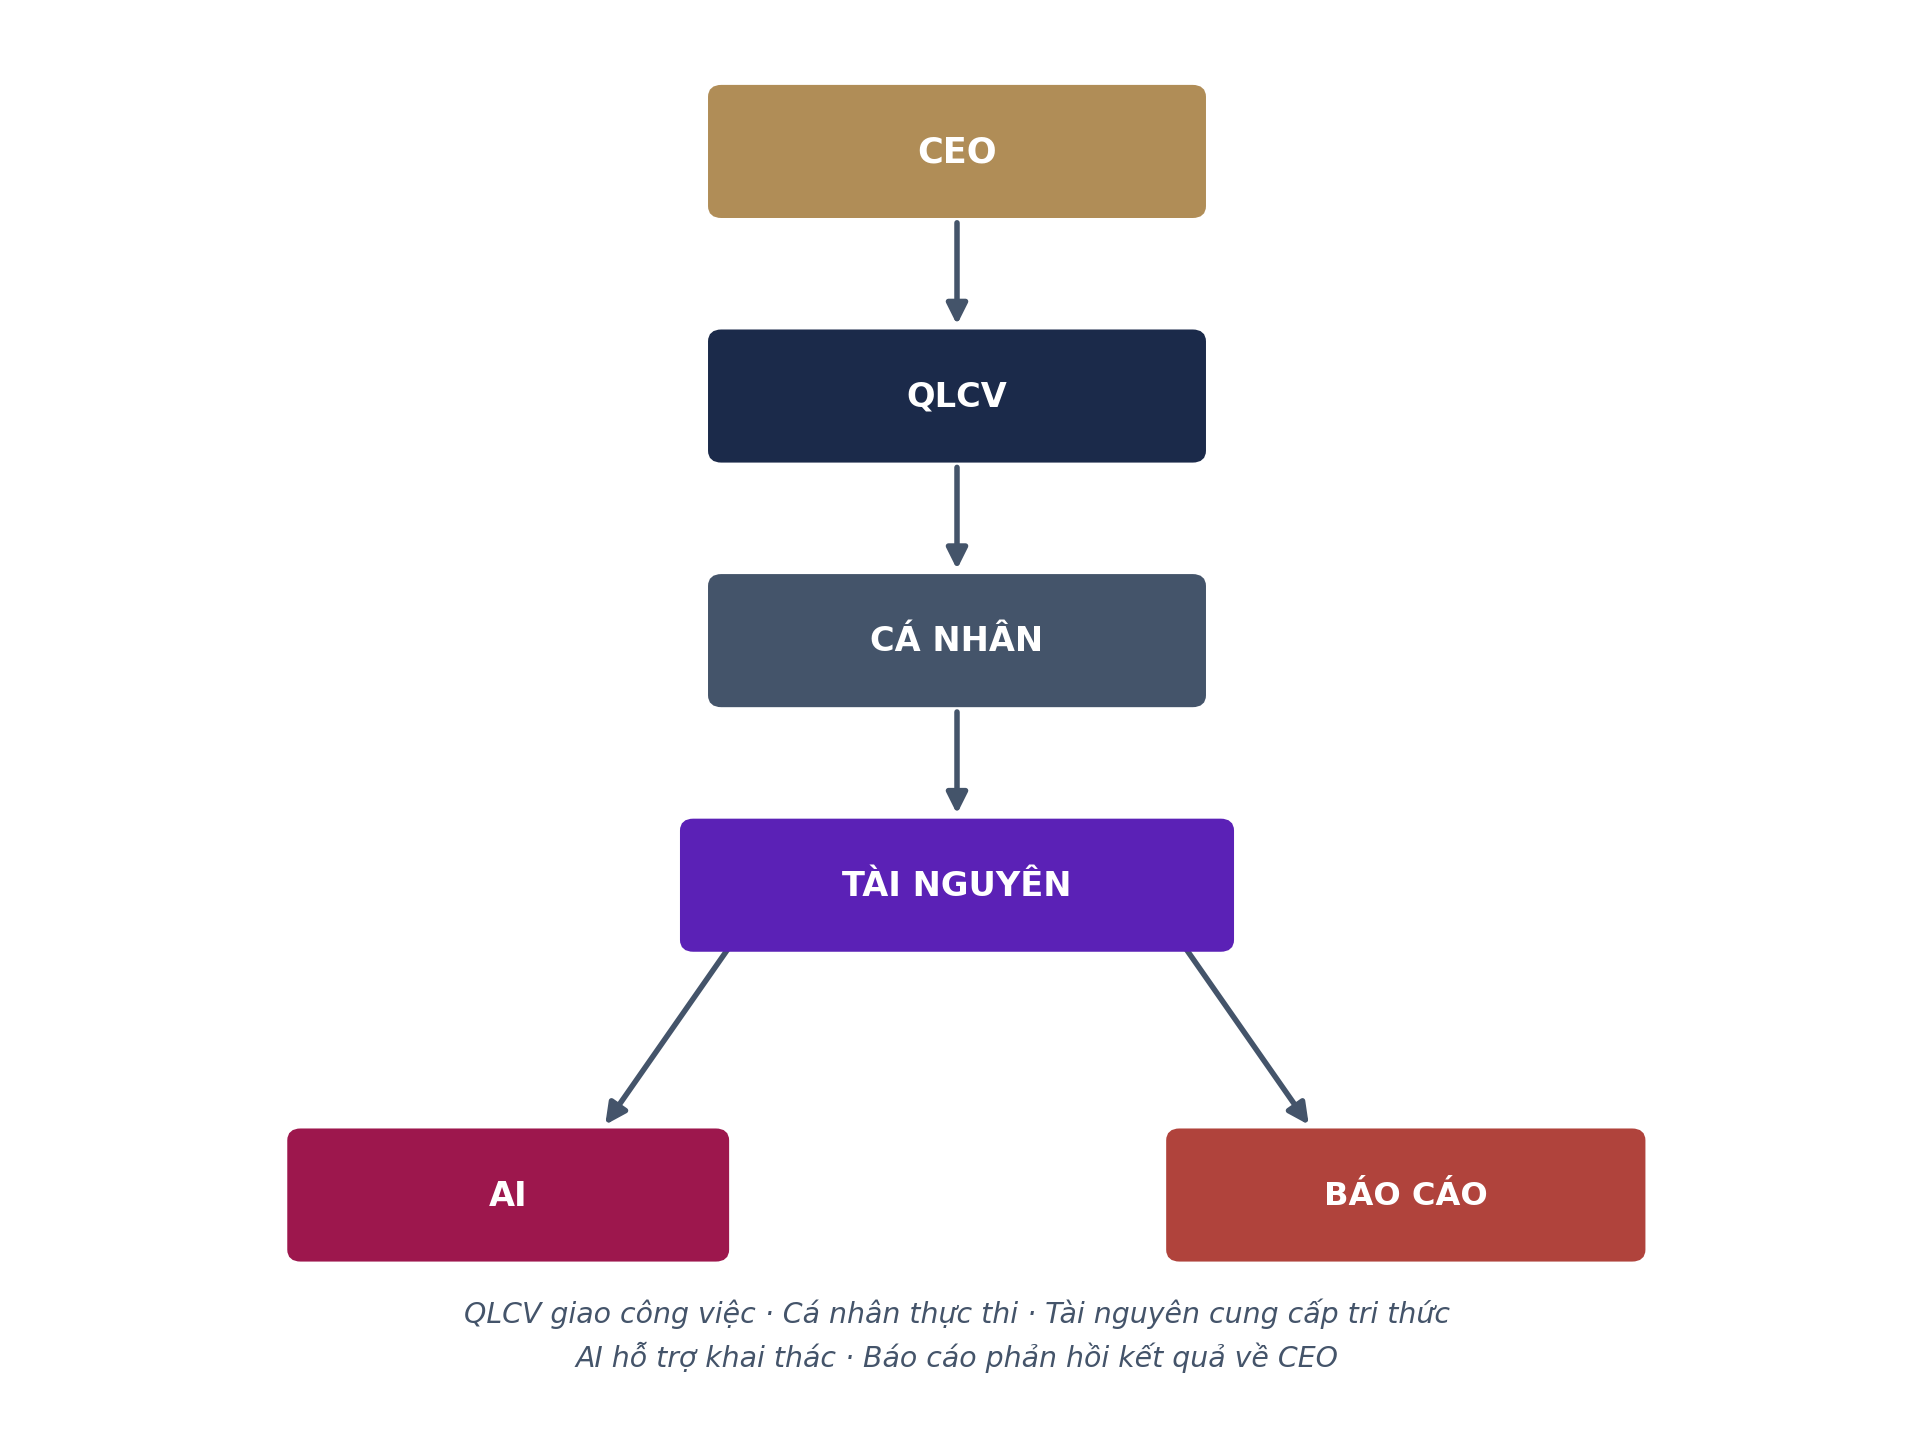 CEO
QLCV
CÁ NHÂN
TÀI NGUYÊN
AI
BÁO CÁO
QLCV giao công việc · Cá nhân thực thi · Tài nguyên cung cấp tri thức
AI hỗ trợ khai thác · Báo cáo phản hồi kết quả về CEO